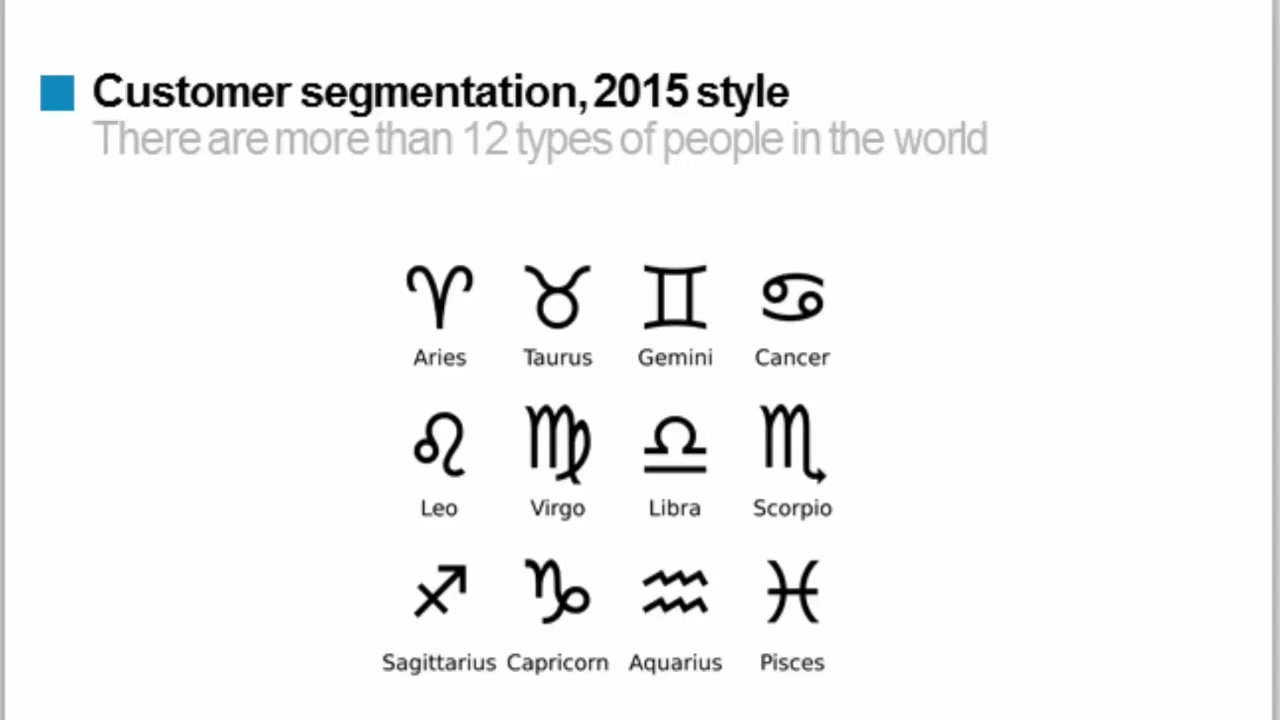 Customer segmentation, 2015 style
There are more than 12 types of people in the world
Aries Taurus Gemini Cancer
Leo Virgo Libra Scorpio
Sagittarius Capricorn Aquarius Pisces